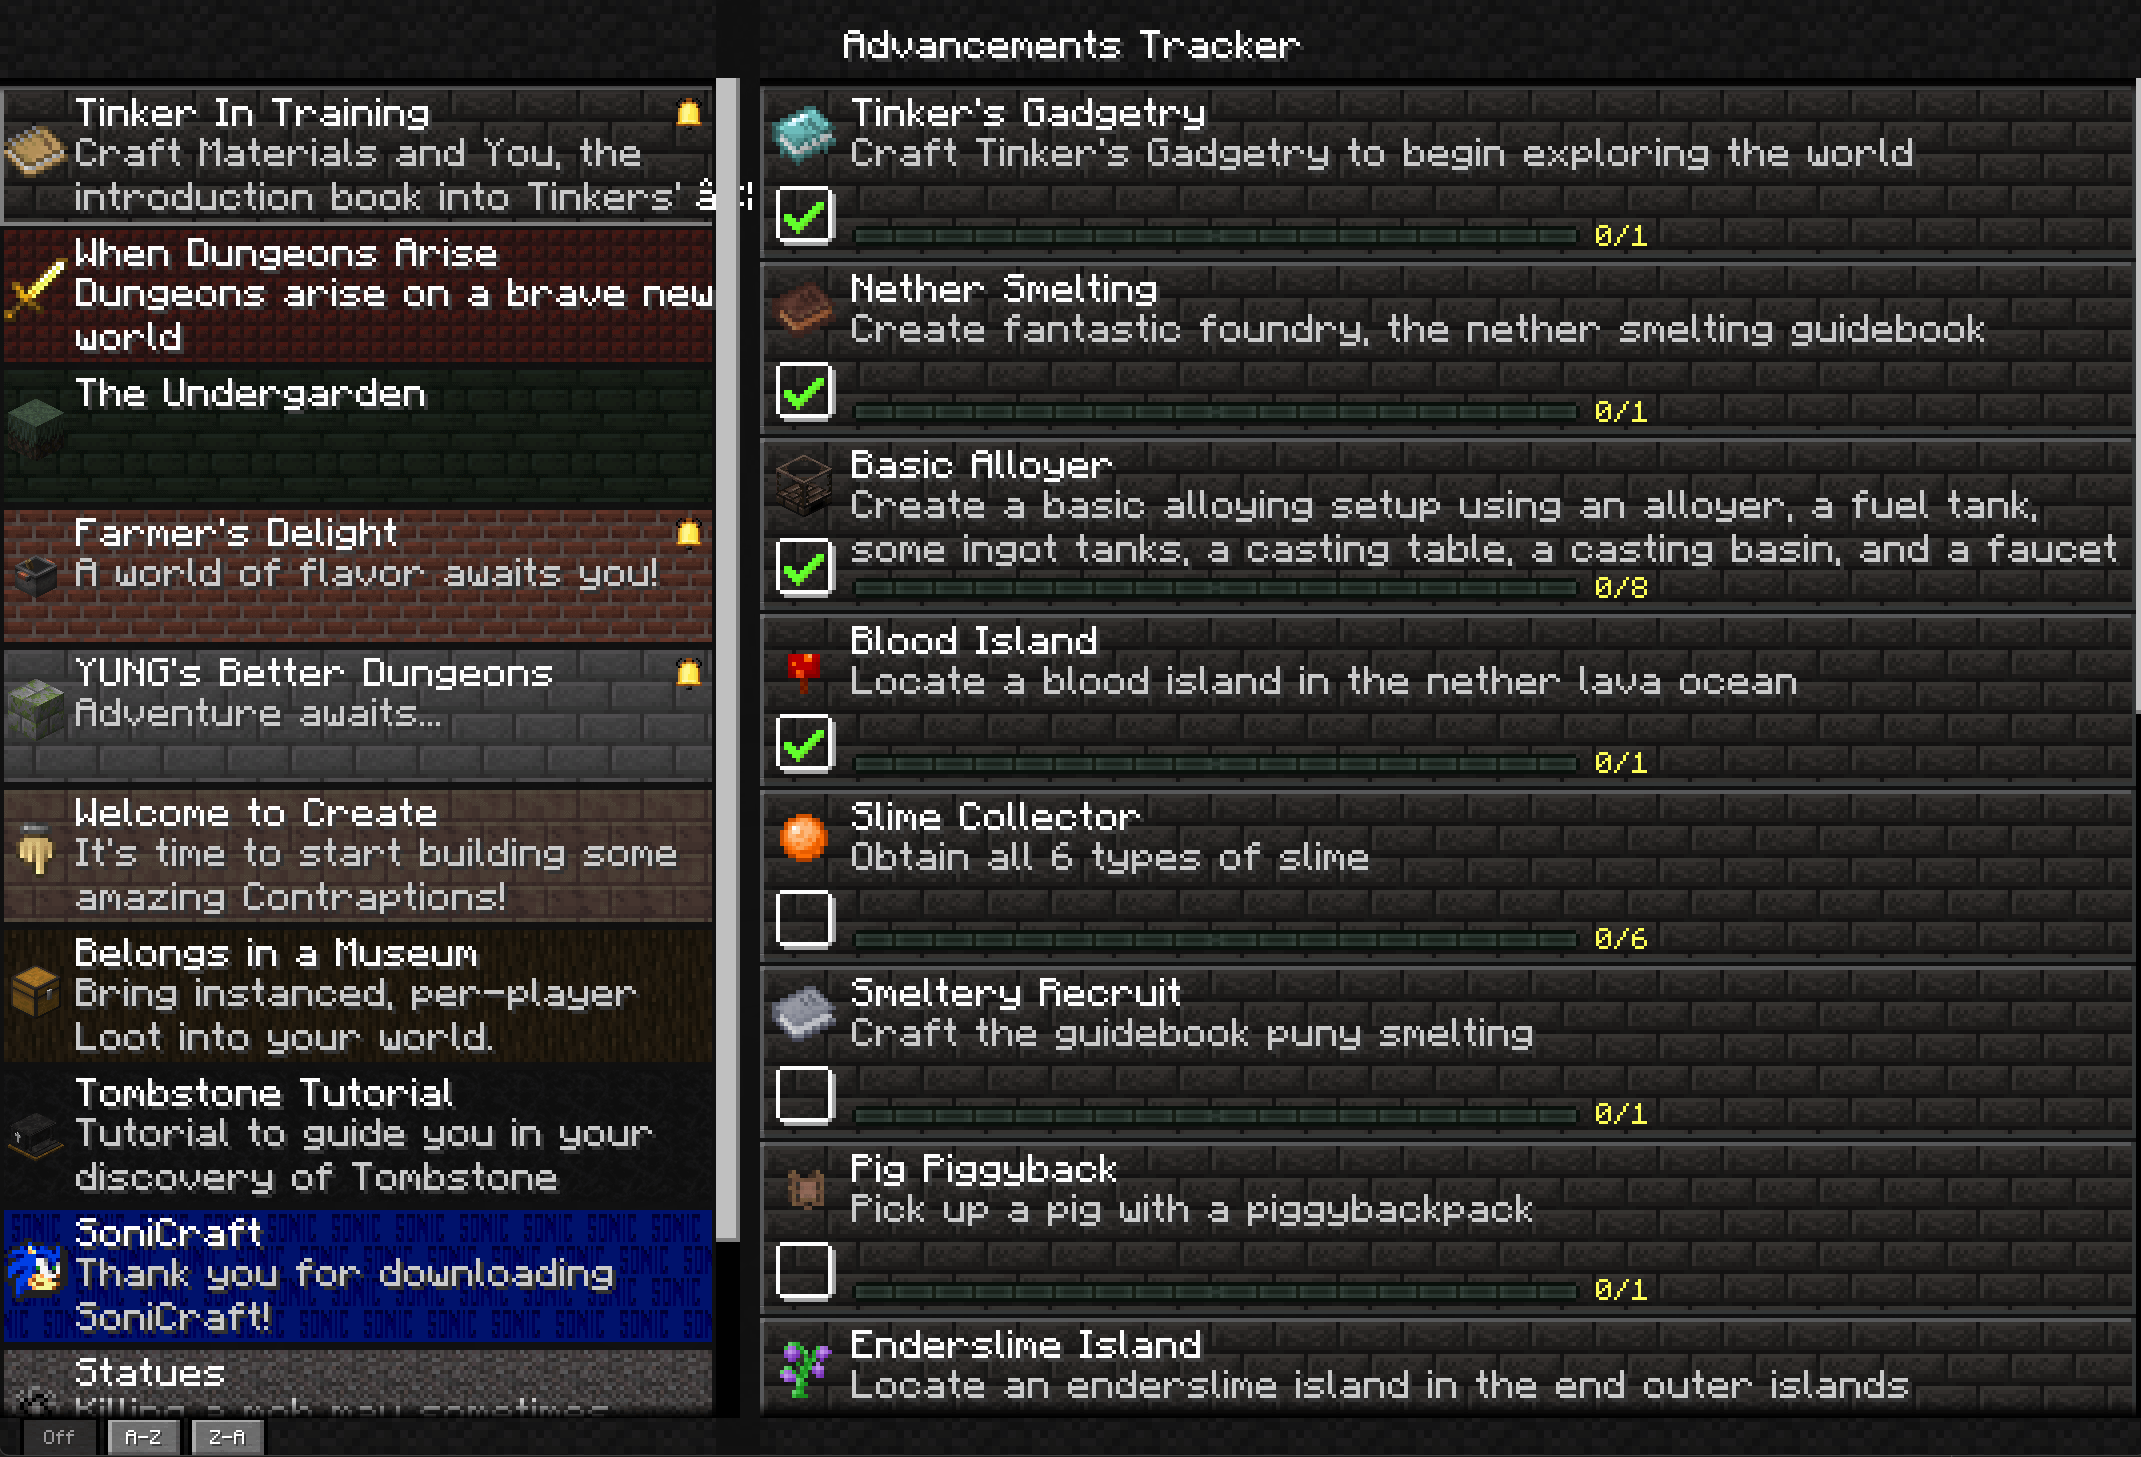 Advancements Tracker
Tinker In Training
Craft Materials and You, the
introduction book into Tinkers'
When Dungeons Arise
Dungeons arise on a brave new
world
The Undergarden
Farmer's Delight
A world of flavor awaits you!
YUNG's Better Dungeons
Adventure awaits...
Welcome to Create
It's time to start building some
amazing Contraptions!
Belongs in a Museum
Bring instanced, per-player
Loot into your world.
Tombstone Tutorial
Tutorial to guide you in your
discovery of Tombstone
SoniCraft
Thank you for downloading
SoniCraft!
Statues
Killing a mob may sometimes
Off
A-Z
Z-A
Tinker's Gadgetry
Craft Tinker's Gadgetry to begin exploring the world
0/1
Nether Smelting
Create fantastic foundry, the nether smelting guidebook
0/1
Basic Alloyer
Create a basic alloying setup using an alloyer, a fuel tank,
some ingot tanks, a casting table, a casting basin, and a faucet
0/8
Blood Island
Locate a blood island in the nether lava ocean
0/1
Slime Collector
Obtain all 6 types of slime
0/6
Smeltery Recruit
Craft the guidebook puny smelting
0/1
Pig Piggyback
Pick up a pig with a piggybackpack
0/1
Enderslime Island
Locate an enderslime island in the end outer islands